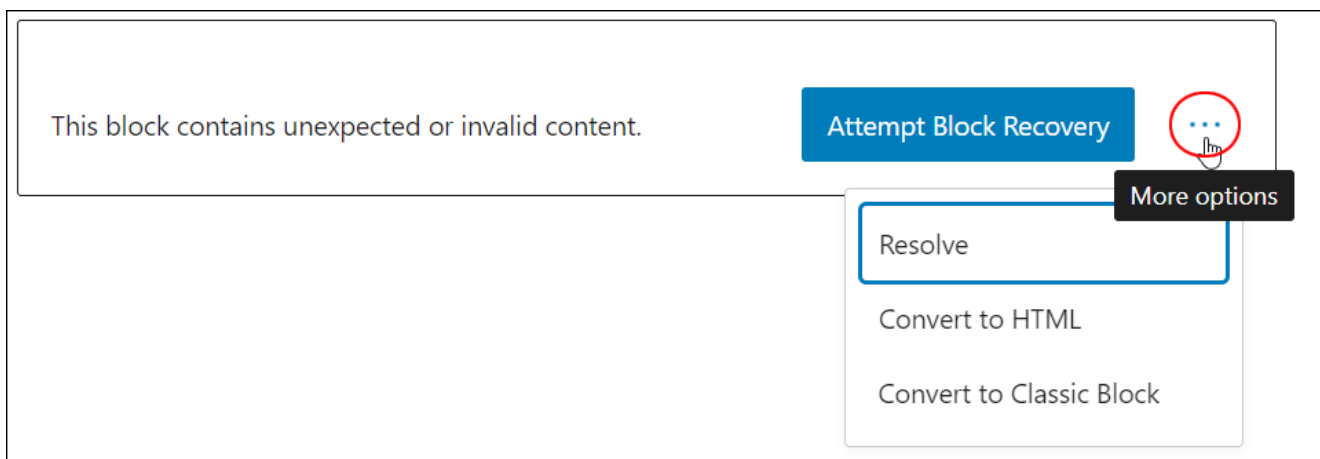 This block contains unexpected or invalid content.
Attempt Block Recovery
...
More options
Resolve
Convert to HTML
Convert to Classic Block